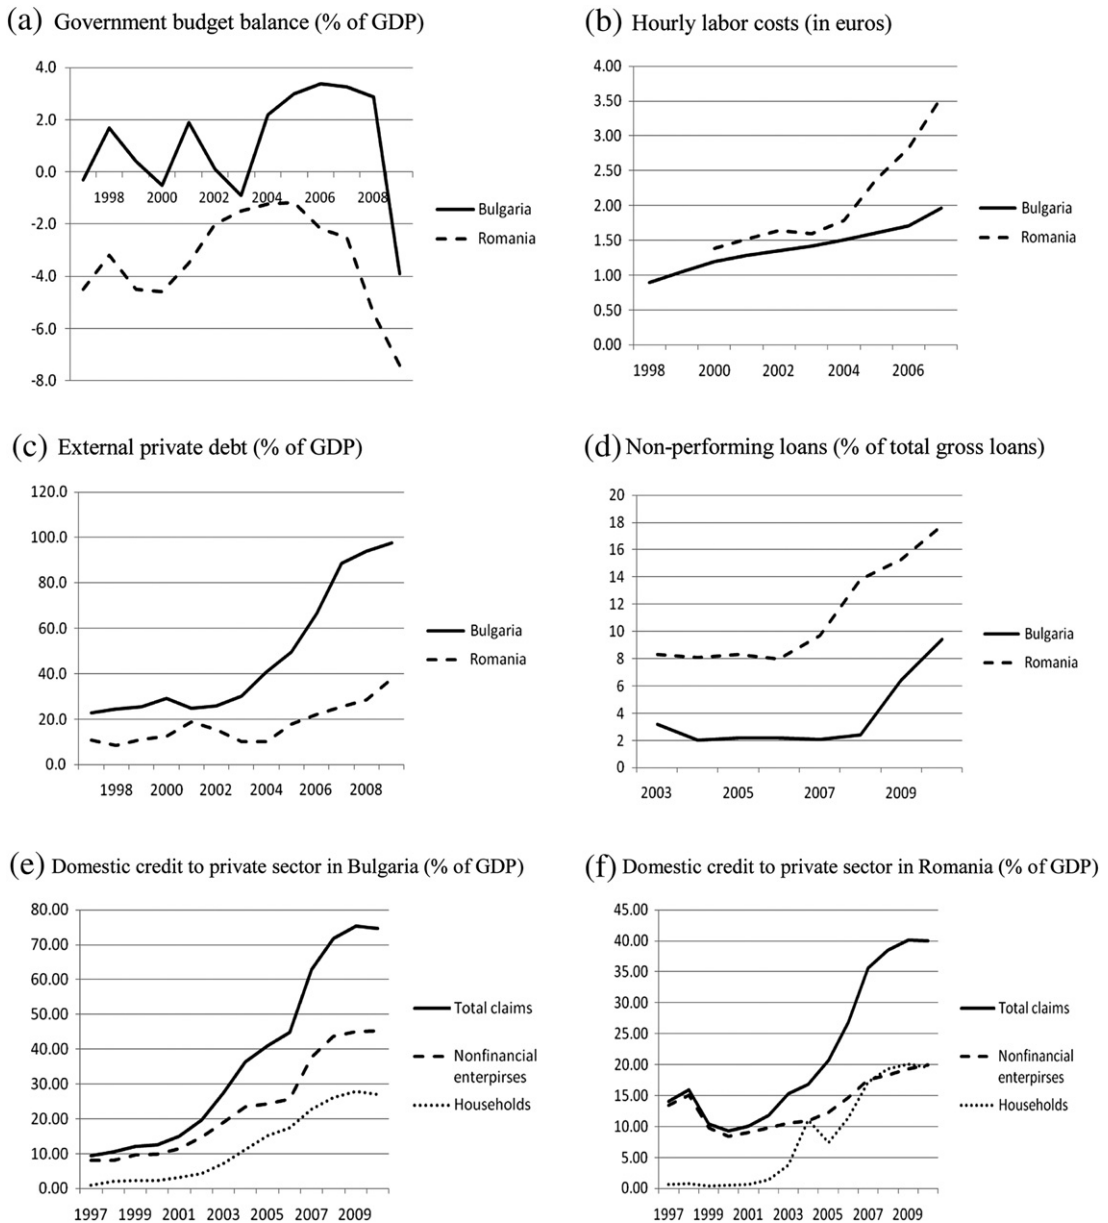 (a) Government budget balance (% of GDP)
4.0
2.0
0.0
-2.0
-4.0
-6.0
-8.0
1998 2000 2002 2004 2006 2008
Bulgaria
Romania
(b) Hourly labor costs (in euros)
4.00
3.50
3.00
2.50
2.00
1.50
1.00
0.50
0.00
1998 2000 2002 2004 2006
Bulgaria
Romania
(c) External private debt (% of GDP)
120.0
100.0
80.0
60.0
40.0
20.0
0.0
1998 2000 2002 2004 2006 2008
Bulgaria
Romania
(d) Non-performing loans (% of total gross loans)
20
18
16
14
12
10
8
6
4
2
0
2003 2005 2007 2009
Bulgaria
Romania
(e) Domestic credit to private sector in Bulgaria (% of GDP)
80.00
70.00
60.00
50.00
40.00
30.00
20.00
10.00
0.00
1997 1999 2001 2003 2005 2007 2009
Total claims
Nonfinancial
enterpirses
Households
(f) Domestic credit to private sector in Romania (% of GDP)
45.00
40.00
35.00
30.00
25.00
20.00
15.00
10.00
5.00
0.00
1997 1999 2001 2003 2005 2007 2009
Total claims
Nonfinancial
enterpirses
Households